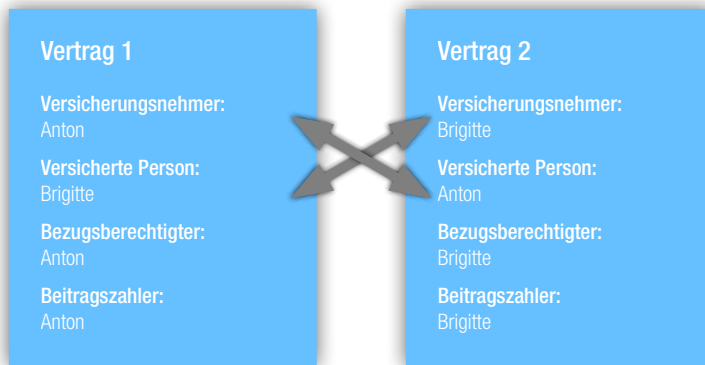 Vertrag 1
Versicherungsnehmer:
Anton
Versicherte Person:
Brigitte
Bezugsberechtigter:
Anton
Beitragszahler:
Anton
Vertrag 2
Versicherungsnehmer:
Brigitte
Versicherte Person:
Anton
Bezugsberechtigter:
Brigitte
Beitragszahler:
Brigitte